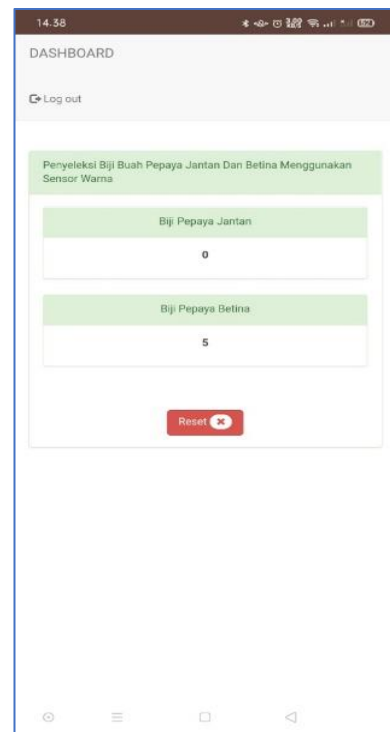 14.38
DASHBOARD
Log out
Penyeleksi Biji Buah Pepaya Jantan Dan Betina Menggunakan
Sensor Warna
Biji Pepaya Jantan
0
Biji Pepaya Betina
5
Reset